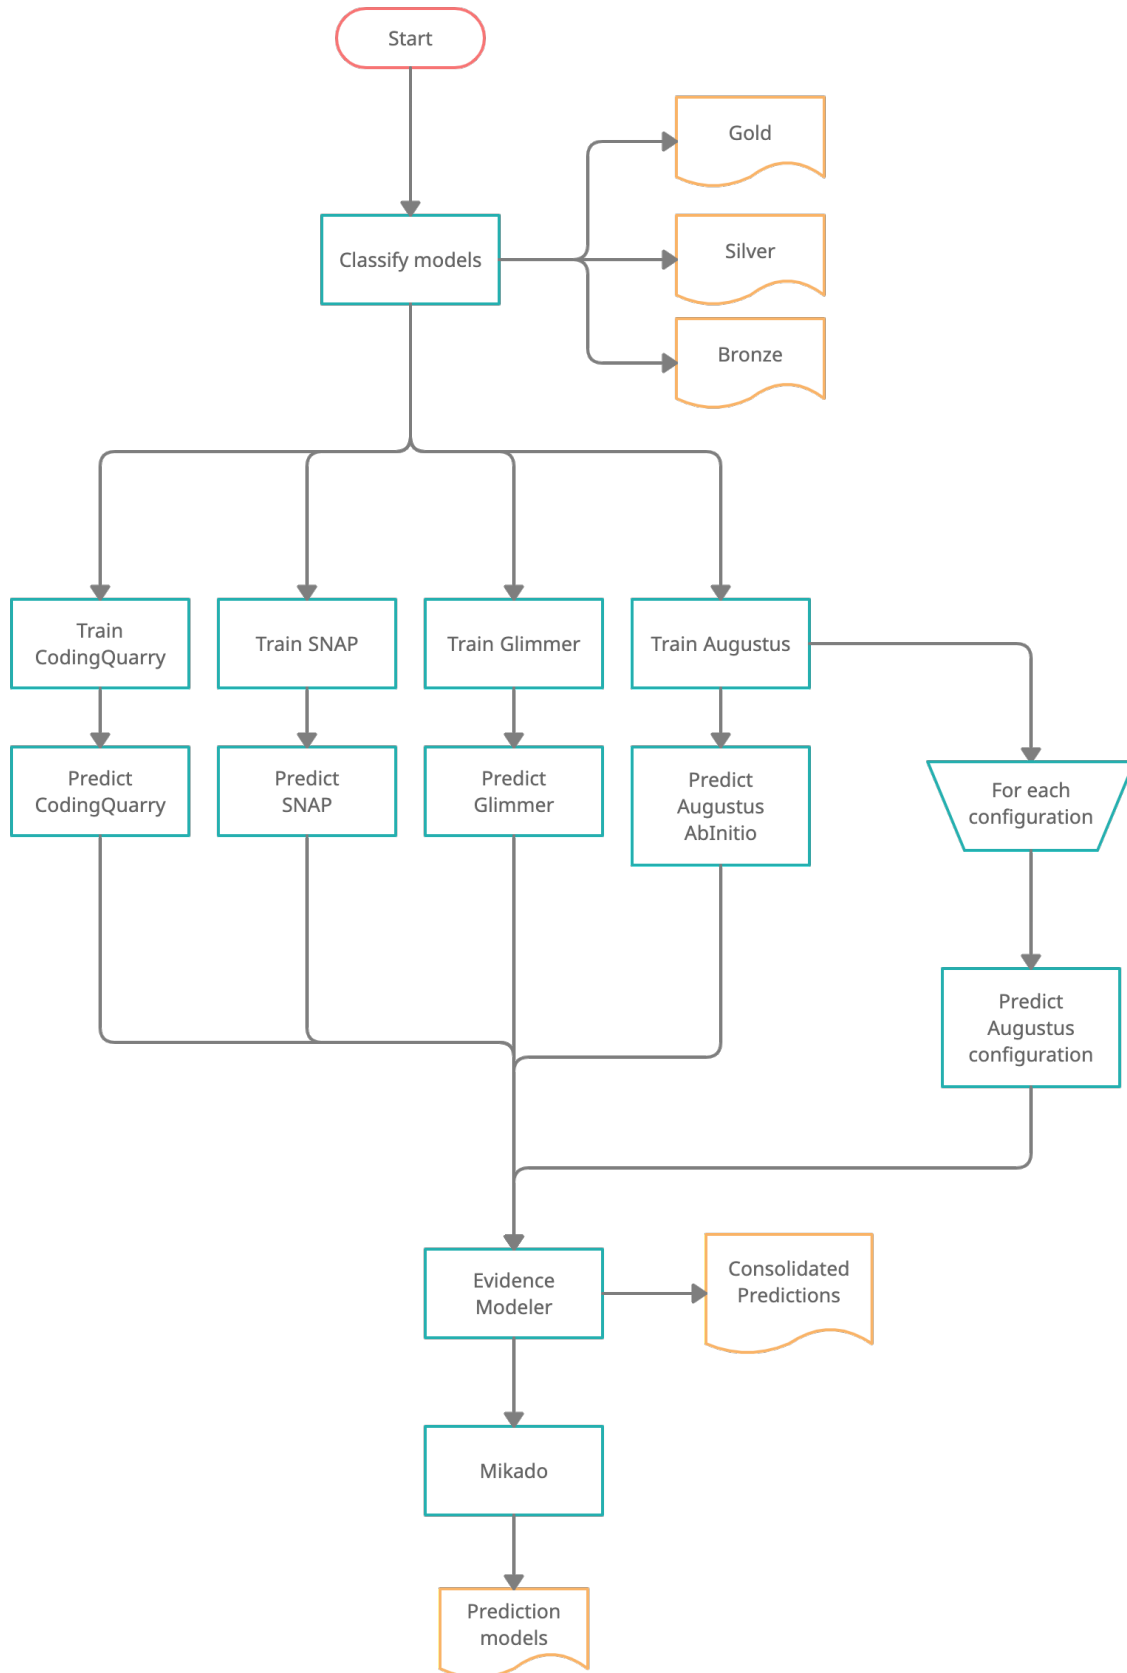 Start
Gold
Classify models
Silver
Bronze
Train
CodingQuarry
Train SNAP
Train Glimmer
Train Augustus
Predict
CodingQuarry
Predict
SNAP
Predict
Glimmer
Predict
Augustus
AbInitio
For each
configuration
Predict
Augustus
configuration
Evidence
Modeler
Consolidated
Predictions
Mikado
Prediction
models